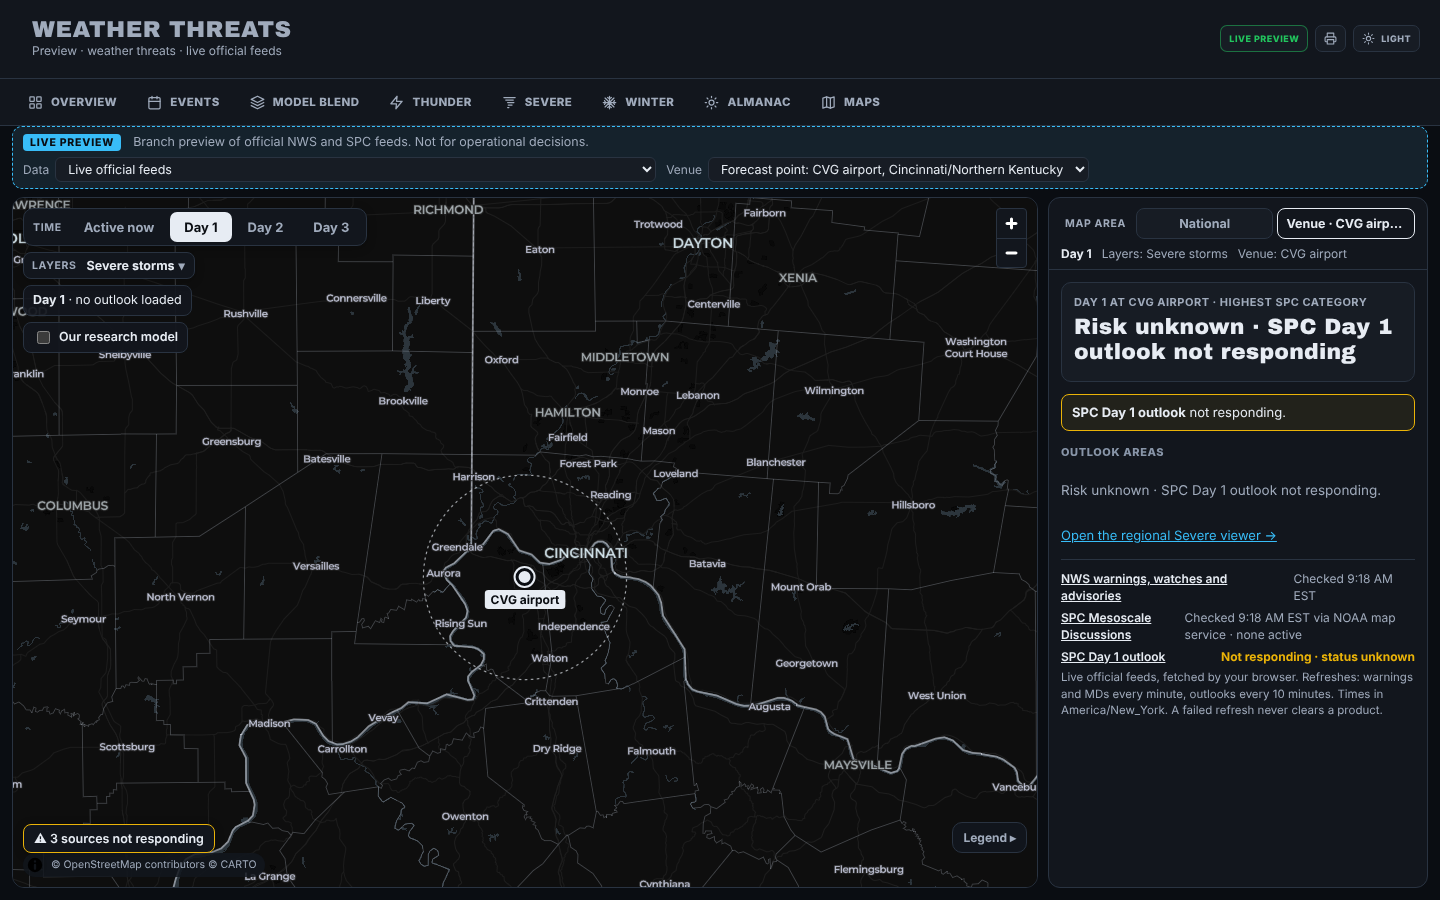 WEATHER THREATS
Preview · weather threats · live official feeds
LIVE PREVIEW
LIGHT
OVERVIEW
EVENTS
MODEL BLEND
THUNDER
SEVERE
WINTER
ALMANAC
MAPS
LIVE PREVIEW Branch preview of official NWS and SPC feeds. Not for operational decisions.
Data Live official feeds
Venue Forecast point: CVG airport, Cincinnati/Northern Kentucky
TIME Active now Day 1 Day 2 Day 3
LAYERS Severe storms ▾
Day 1 · no outlook loaded
Our research model
+
−
AWRENCE
RICHMOND
Fairborn
Trotwood
DAYTON
Eaton
XENIA
Connersville
Liberty
Centerville
Rushville
Washington
Court House
Shelbyville
Oxford
MIDDLETOWN
anklin
Monroe
Lebanon
Wilmington
Brookville
HAMILTON
Greensburg
Fairfield
Mason
Batesville
Forest Park
Blanchester
Harrison
Loveland
Reading
COLUMBUS
Hillsboro
Greendale
CINCINNATI
Versailles
Aurora
Batavia
CVG airport
Mount Orab
North Vernon
Seymour
Rising Sun
Independence
Walton
Georgetown
Crittenden
West Union
Augusta
Madison
Vevay
Scottsburg
Carrollton
Dry Ridge
Falmouth
MAYSVILLE
m
Vancebu
Owenton
⚠ 3 sources not responding
Legend ▸
© OpenStreetMap contributors © CARTO
La Grange
Flemingsburg
Cynthiana
MAP AREA National Venue · CVG airp...
Day 1 Layers: Severe storms Venue: CVG airport
DAY 1 AT CVG AIRPORT · HIGHEST SPC CATEGORY
Risk unknown · SPC Day 1
outlook not responding
SPC Day 1 outlook not responding.
OUTLOOK AREAS
Risk unknown · SPC Day 1 outlook not responding.
Open the regional Severe viewer →
NWS warnings, watches and
advisories
Checked 9:18 AM
EST
SPC Mesoscale
Discussions
Checked 9:18 AM EST via NOAA map
service · none active
SPC Day 1 outlook Not responding · status unknown
Live official feeds, fetched by your browser. Refreshes: warnings
and MDs every minute, outlooks every 10 minutes. Times in
America/New_York. A failed refresh never clears a product.